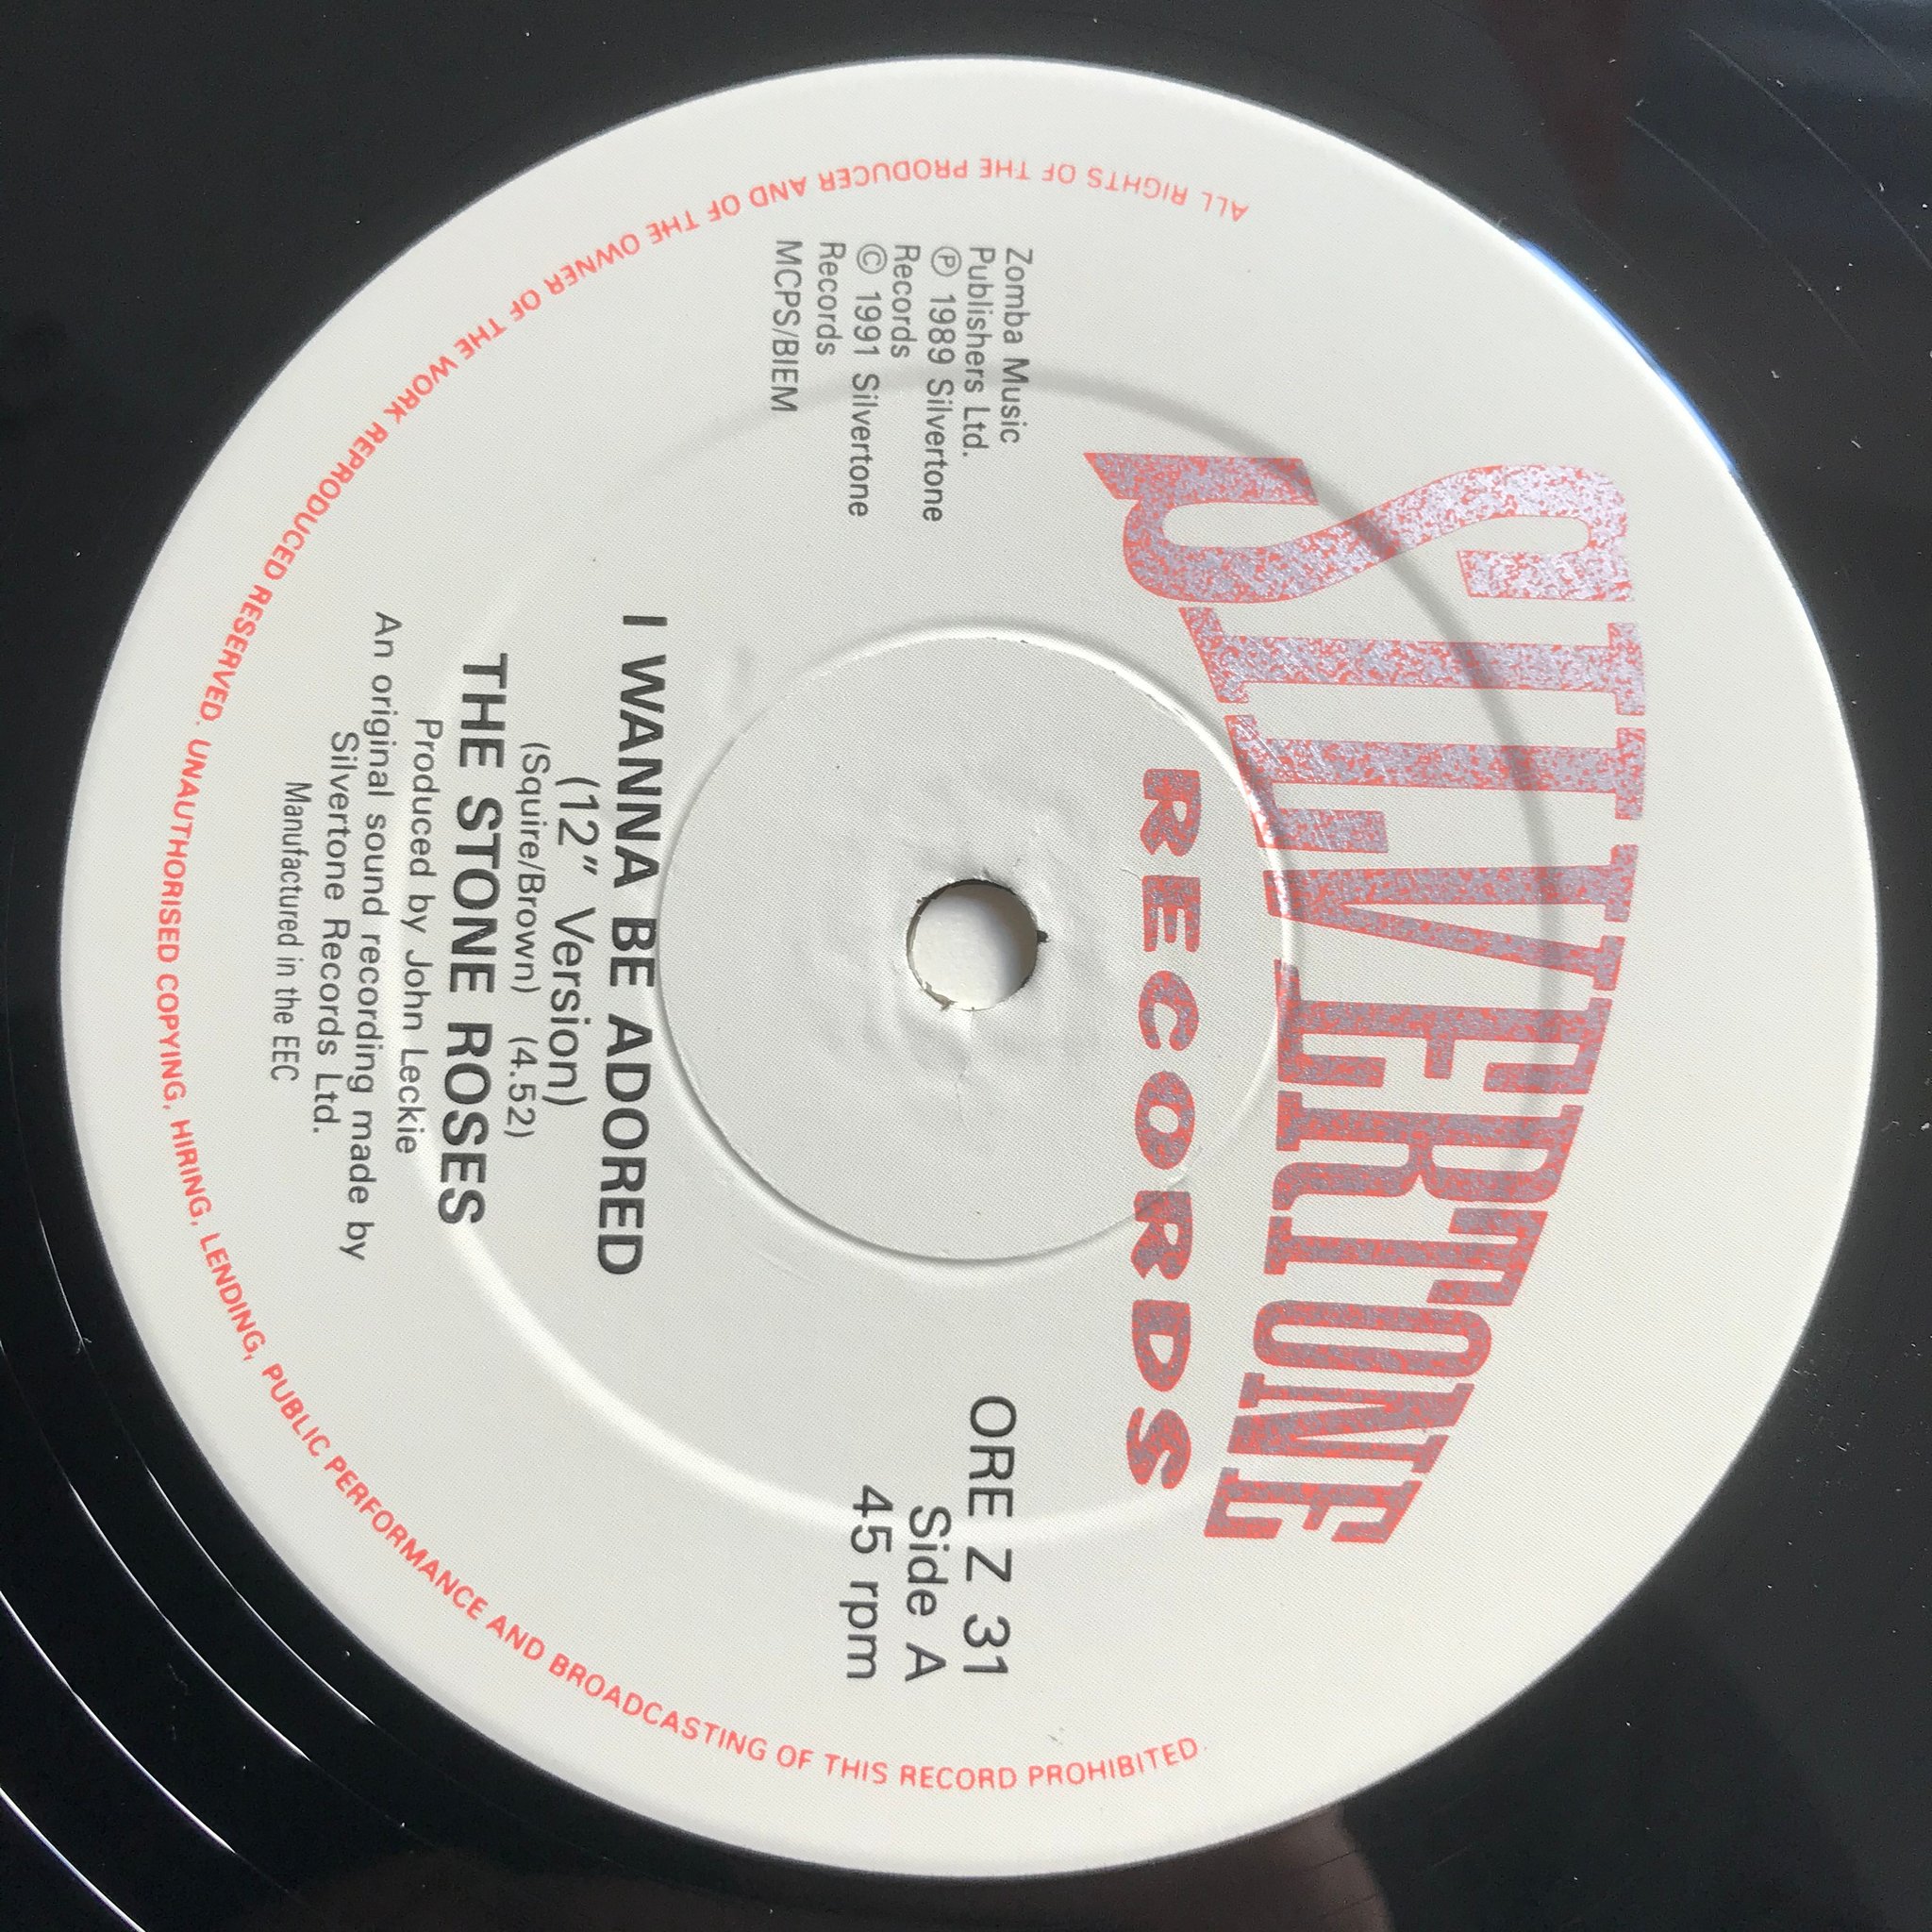 SILVERTONE
RECORDS
Zomba Music
Publishers Ltd.
Ⓟ 1989 Silvertone
Records
© 1991 Silvertone
Records
MCPS/BIEM
ORE Z 31
Side A
45 rpm
I WANNA BE ADORED
(12" Version)
(Squire/Brown) (4.52)
THE STONE ROSES
Produced by John Leckie
An original sound recording made by
Silvertone Records Ltd.
Manufactured in the EEC
ALL RIGHTS OF THE PRODUCER AND OF THE OWNER OF THE WORK REPRODUCED RESERVED. UNAUTHORISED COPYING, HIRING, LENDING, PUBLIC PERFORMANCE AND BROADCASTING OF THIS RECORD PROHIBITED.